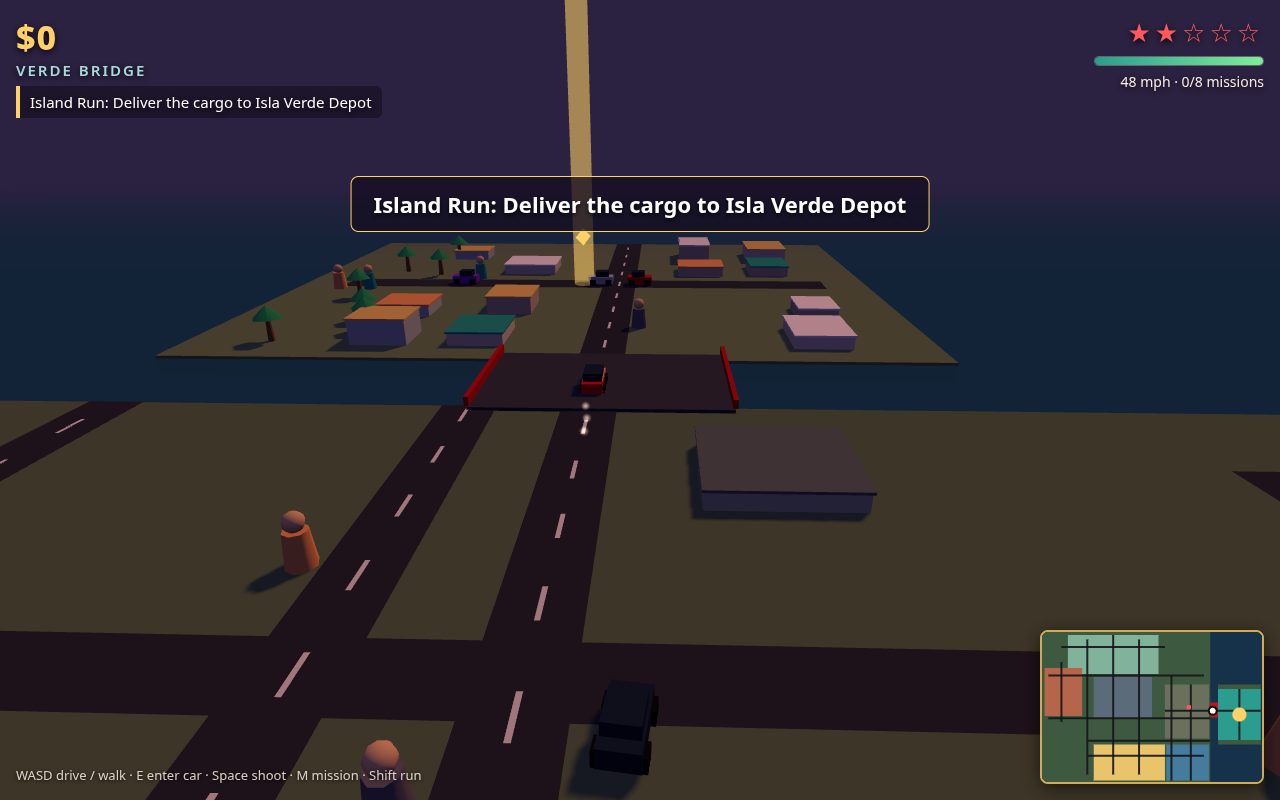 $0
VERDE BRIDGE
Island Run: Deliver the cargo to Isla Verde Depot
★★☆☆☆
48 mph · 0/8 missions
Island Run: Deliver the cargo to Isla Verde Depot
WASD drive / walk · E enter car · Space shoot · M mission · Shift run